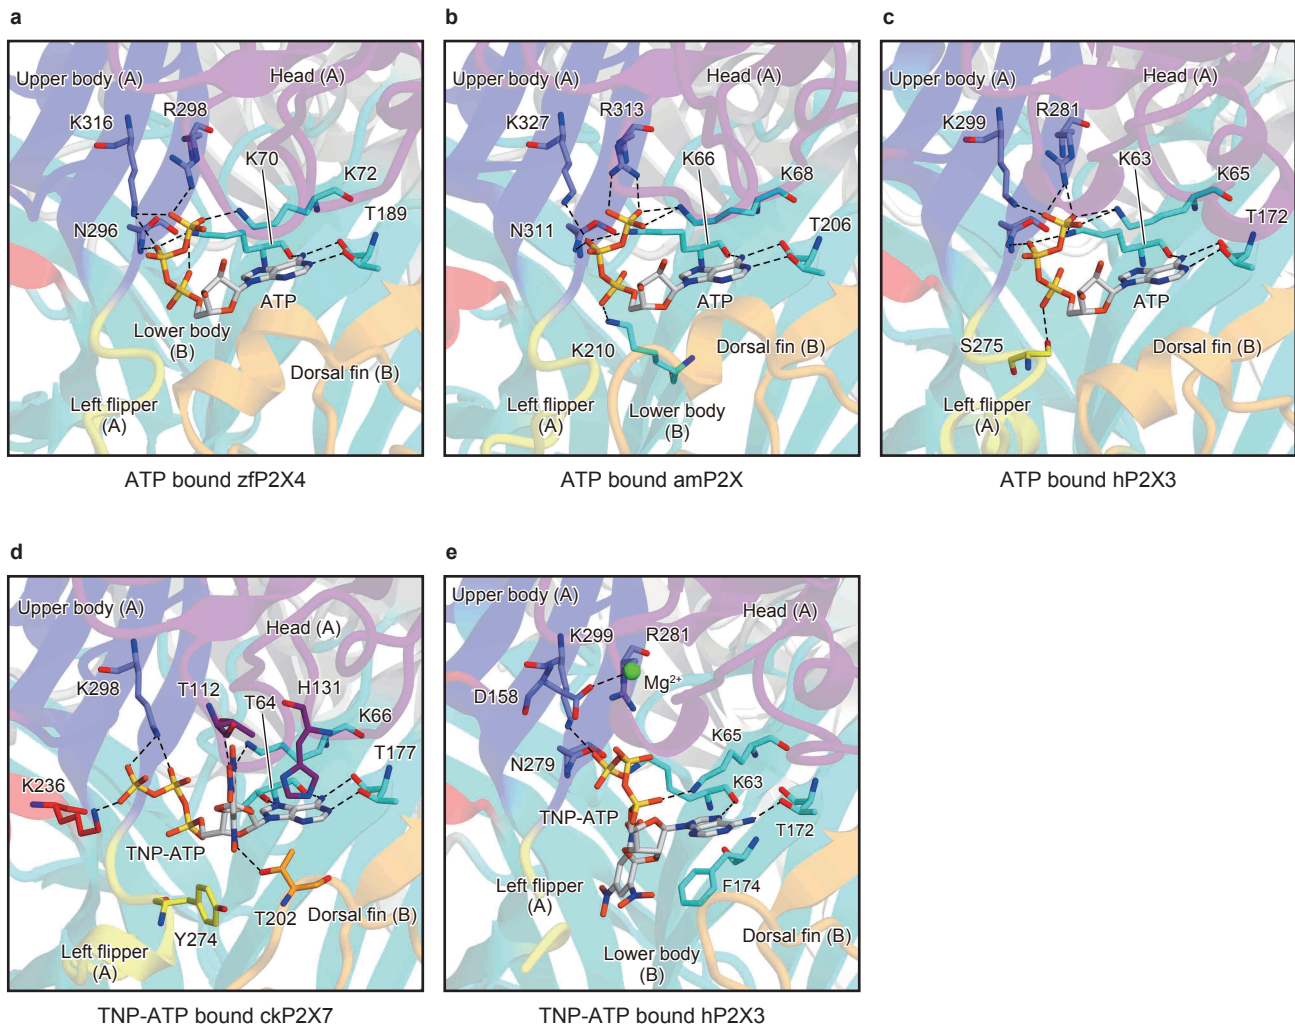 a
Upper body (A)
Head (A)
R298
K316
K70
K72
T189
N296
ATP
Lower body
(B)
Dorsal fin (B)
Left flipper
(A)
ATP bound zfP2X4
b
Upper body (A)
Head (A)
R313
K327
K66
K68
T206
N311
ATP
K210
Dorsal fin (B)
Left flipper
(A)
Lower body
(B)
ATP bound amP2X
c
Upper body (A)
Head (A)
R281
K299
K63
K65
T172
ATP
S275
Dorsal fin (B)
Left flipper
(A)
ATP bound hP2X3
d
Upper body (A)
Head (A)
K298
T112
T64
H131
K66
T177
K236
TNP-ATP
Y274
T202
Dorsal fin (B)
Left flipper
(A)
TNP-ATP bound ckP2X7
e
Upper body (A)
Head (A)
K299
R281
Mg2+
D158
K65
N279
K63
TNP-ATP
T172
F174
Left flipper
(A)
Dorsal fin (B)
Lower body
(B)
TNP-ATP bound hP2X3